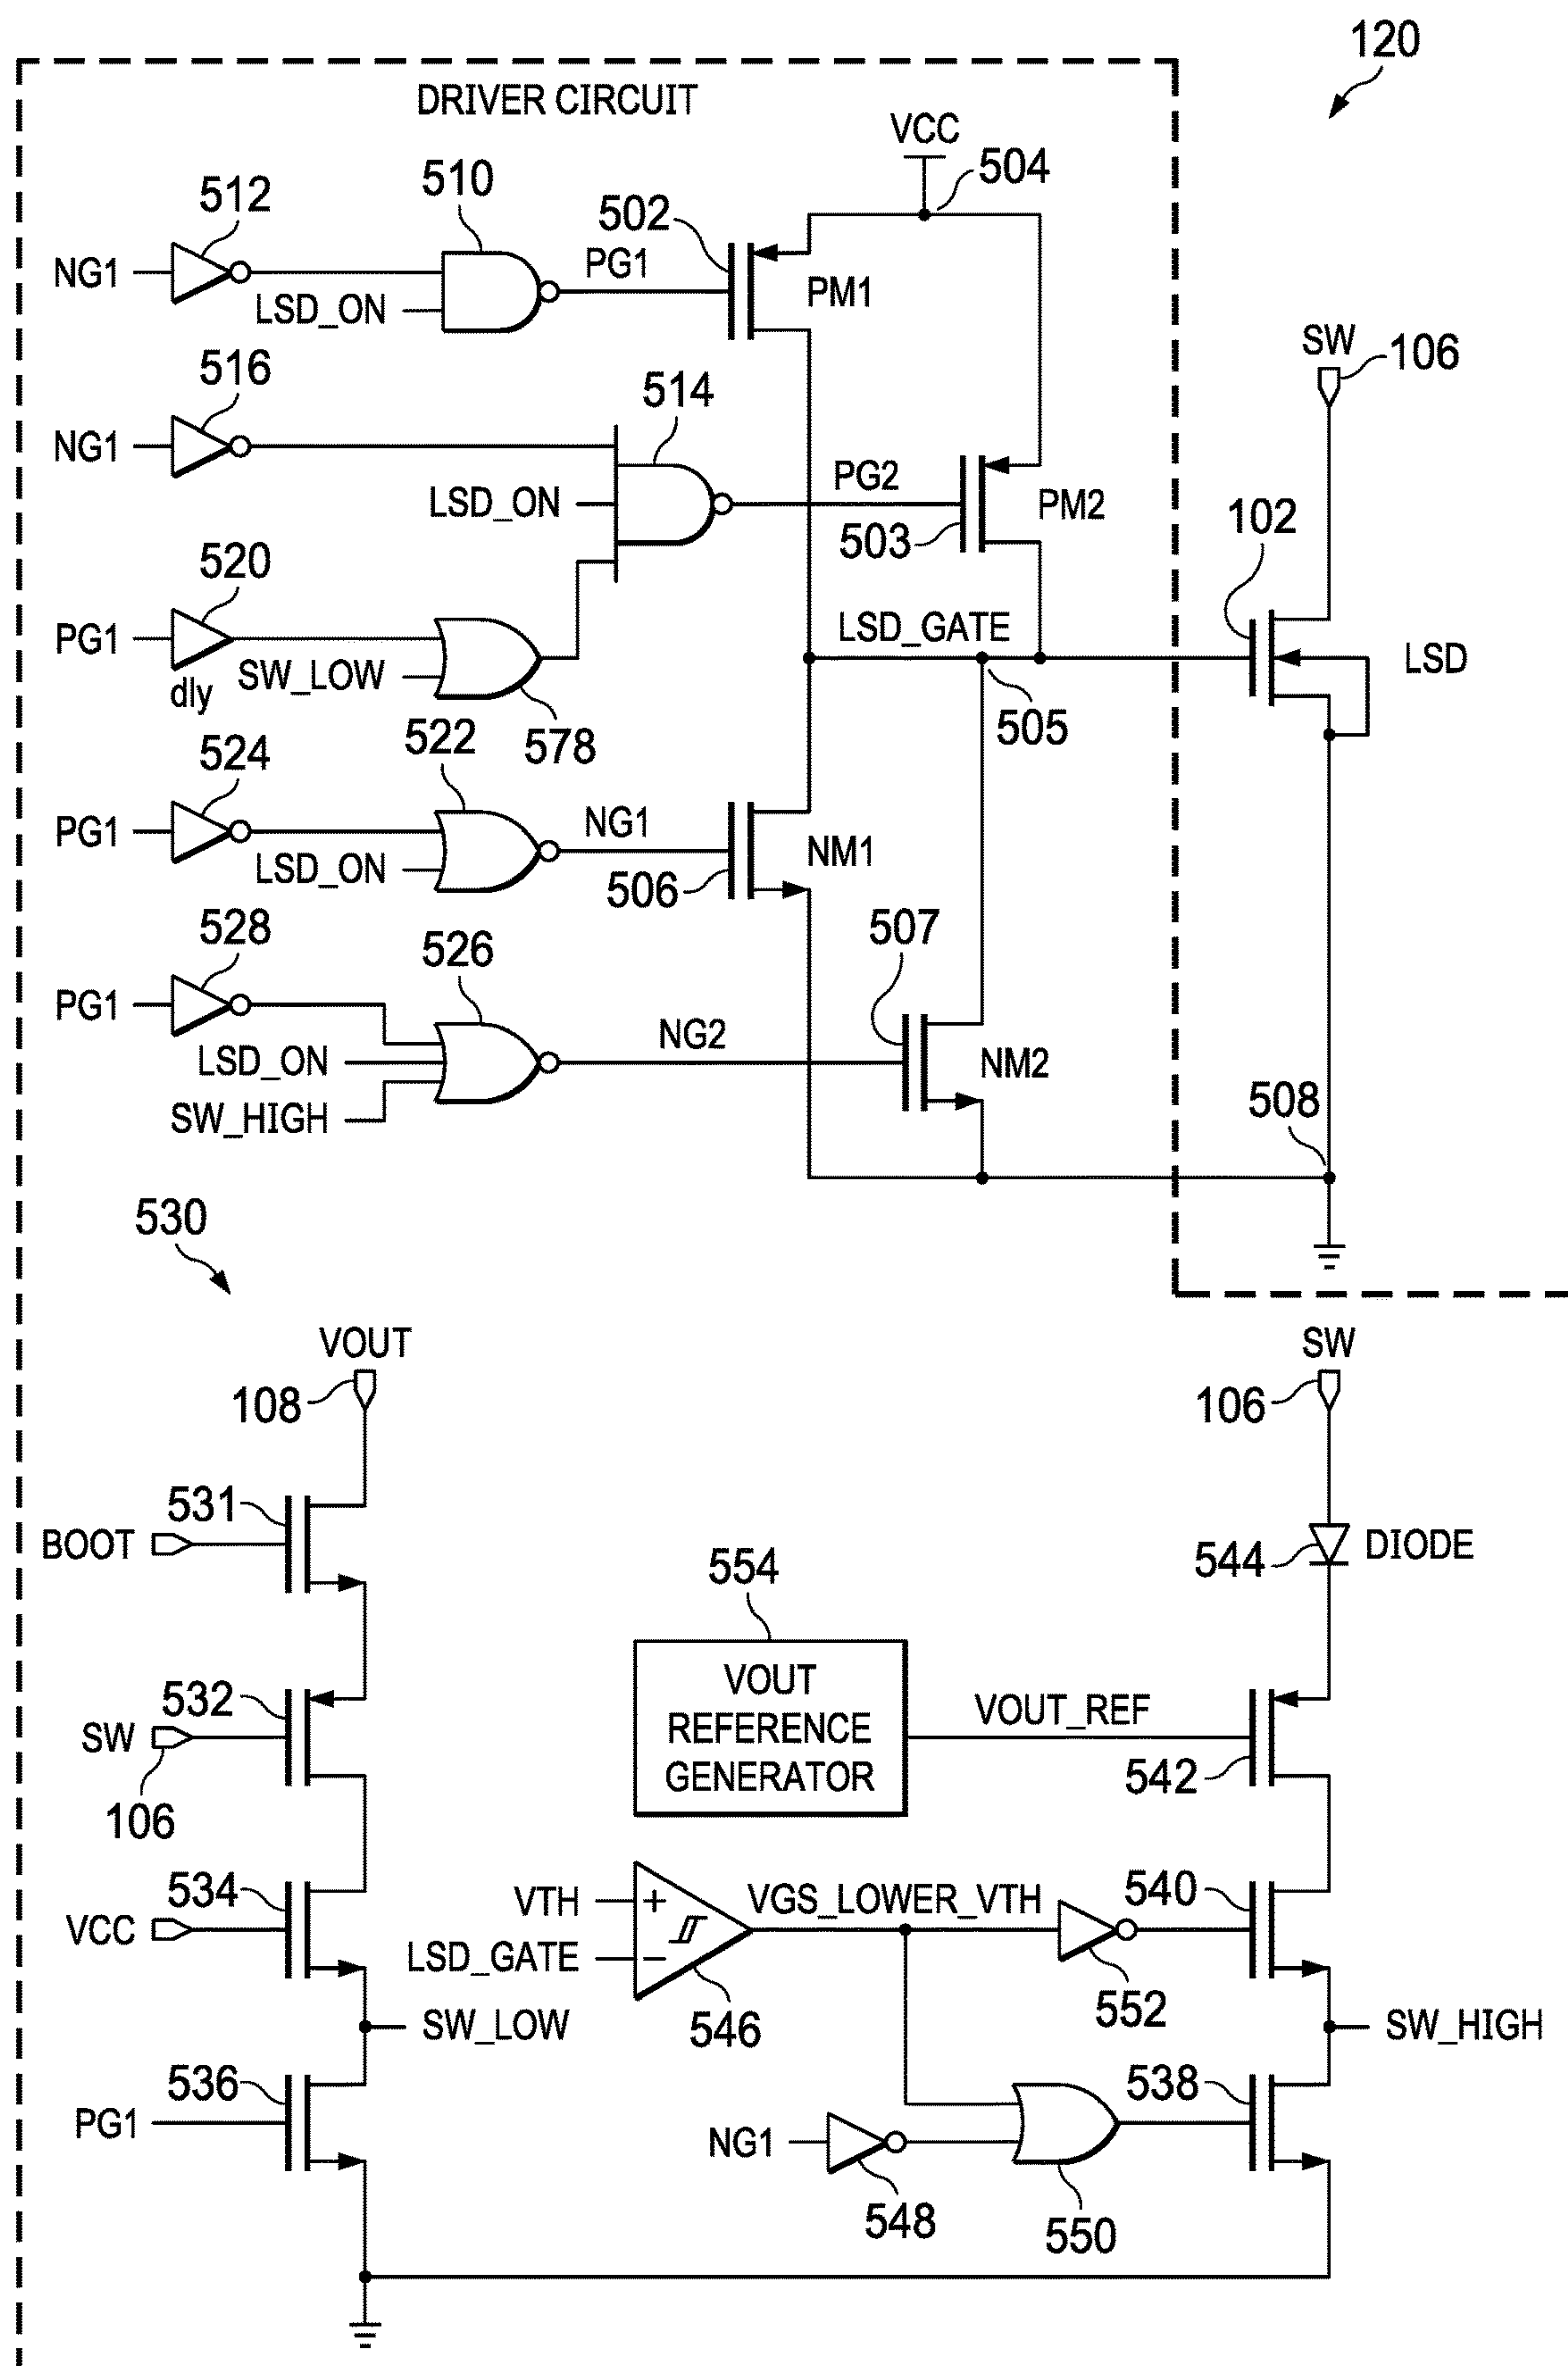 120
DRIVER CIRCUIT
VCC
504
512
510
502
NG1
PG1
PM1
LSD_ON
SW
106
516
514
NG1
LSD_ON
PG2
503
PM2
102
520
PG1
dly
SW_LOW
578
LSD_GATE
505
LSD
524
522
PG1
LSD_ON
NG1
506
NM1
528
526
507
PG1
LSD_ON
SW_HIGH
NG2
NM2
508
530
VOUT
108
SW
106
531
BOOT
544
DIODE
554
VOUT
REFERENCE
GENERATOR
VOUT_REF
532
SW
106
542
534
VCC
VTH
+
LSD_GATE
−
546
VGS_LOWER_VTH
552
540
SW_LOW
SW_HIGH
536
PG1
NG1
548
550
538